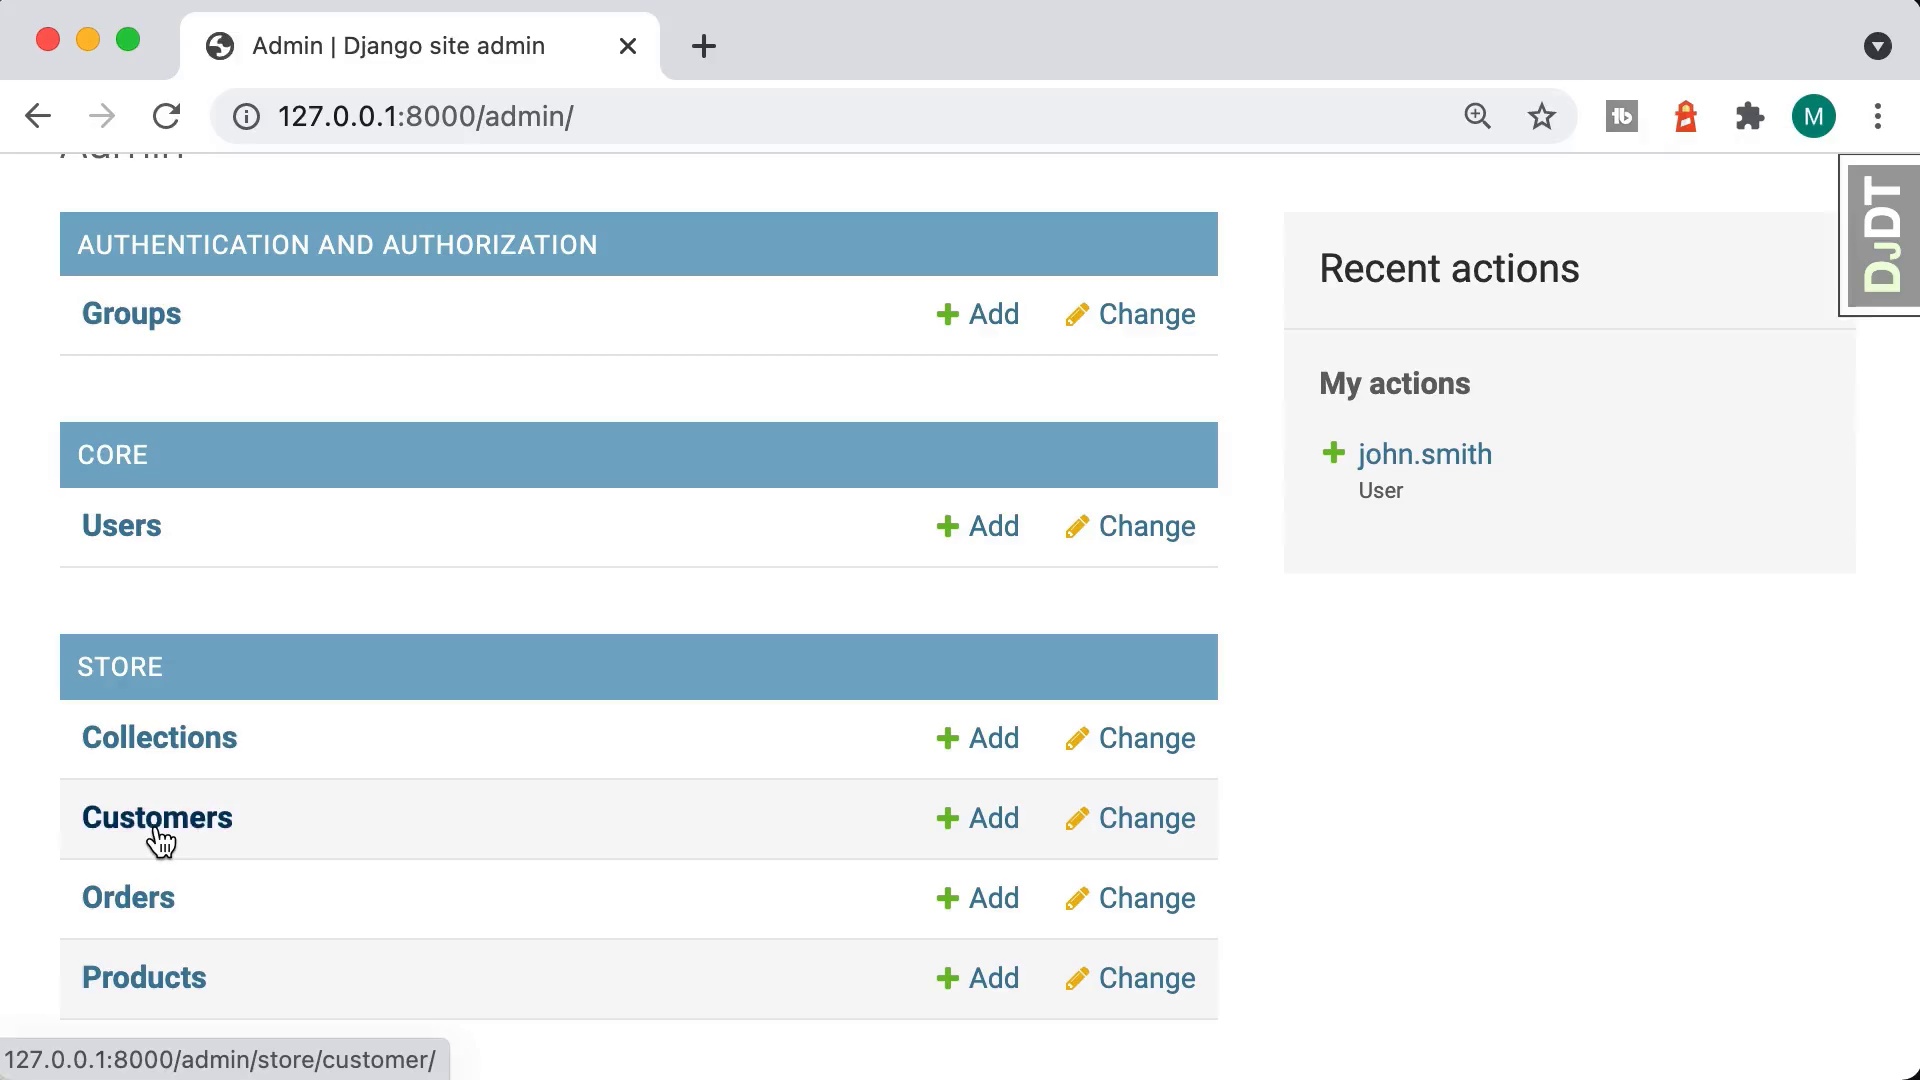 Admin | Django site admin
127.0.0.1:8000/admin/
M
Admin
DJDT
AUTHENTICATION AND AUTHORIZATION
Groups Add Change
CORE
Users Add Change
STORE
Collections Add Change
Customers Add Change
Orders Add Change
Products Add Change
Recent actions
My actions
john.smith
User
127.0.0.1:8000/admin/store/customer/